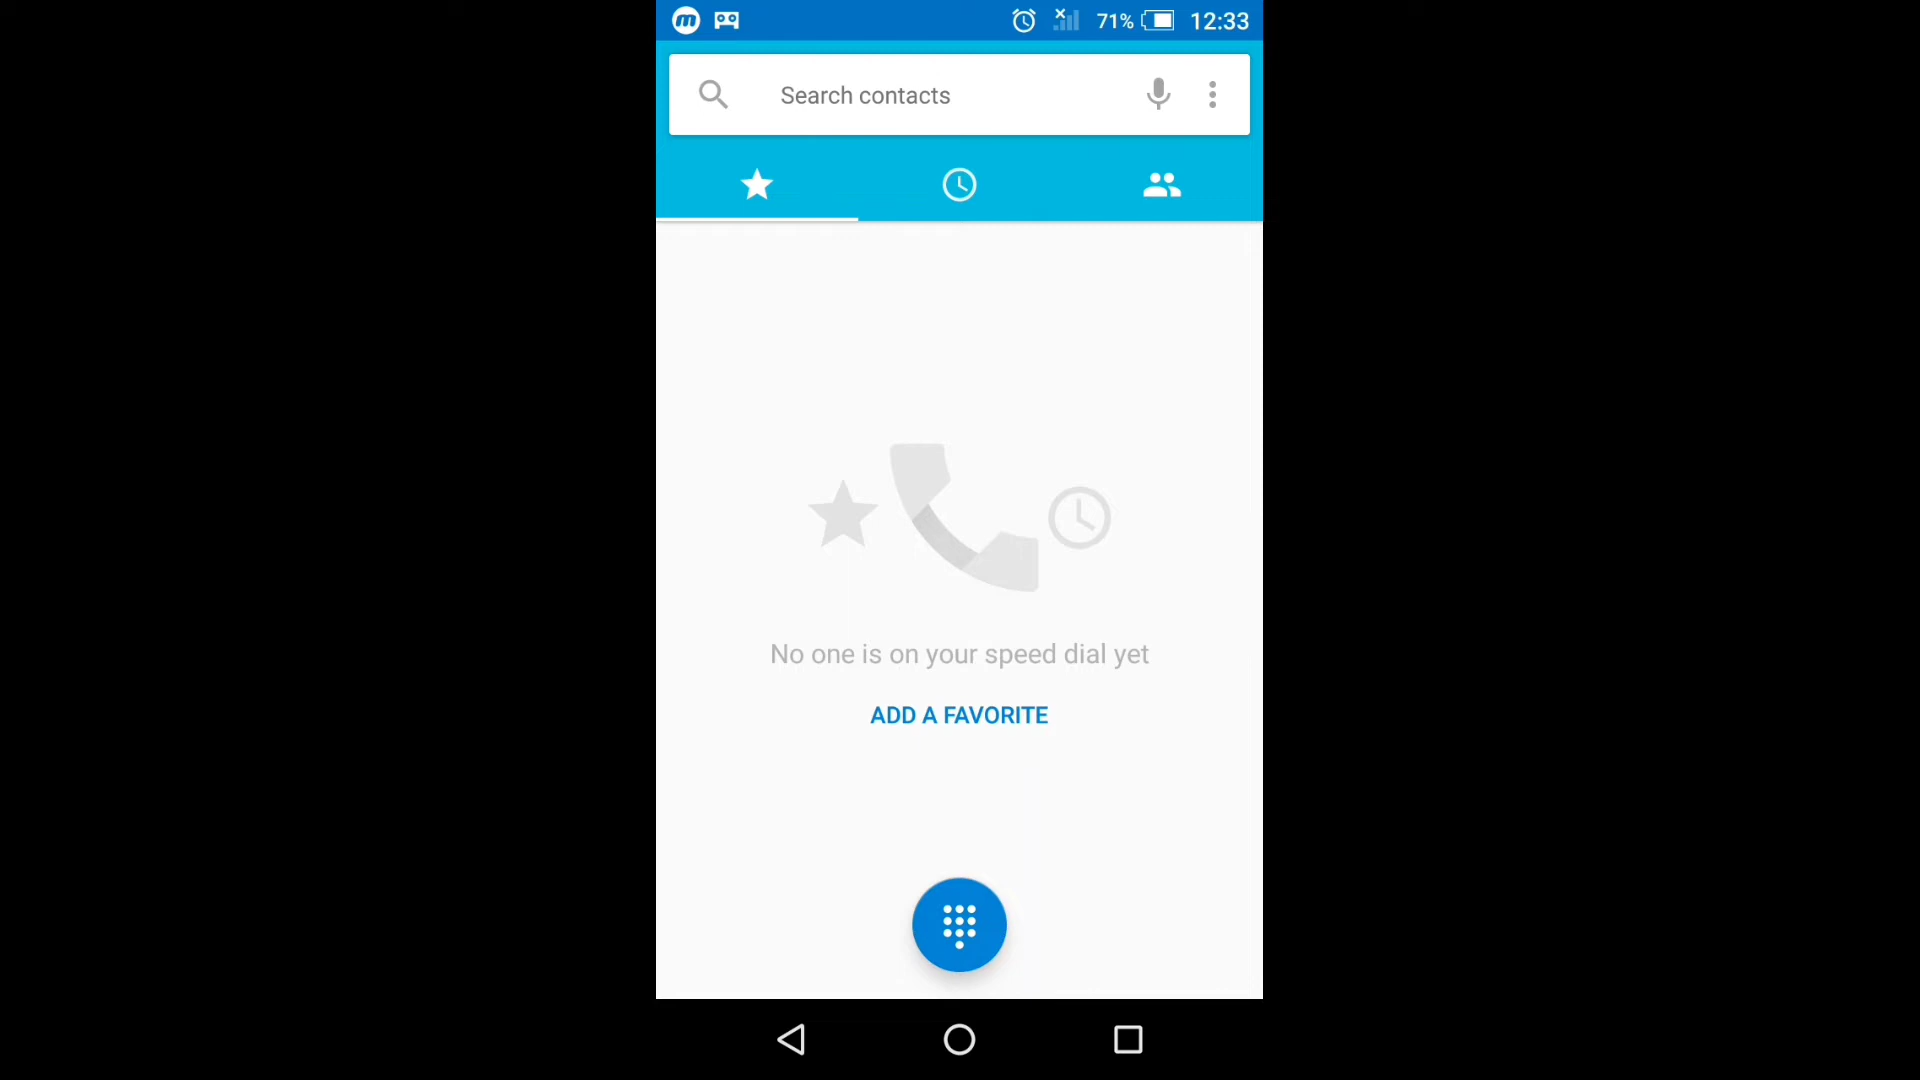 71% 12:33
Search contacts
No one is on your speed dial yet
ADD A FAVORITE